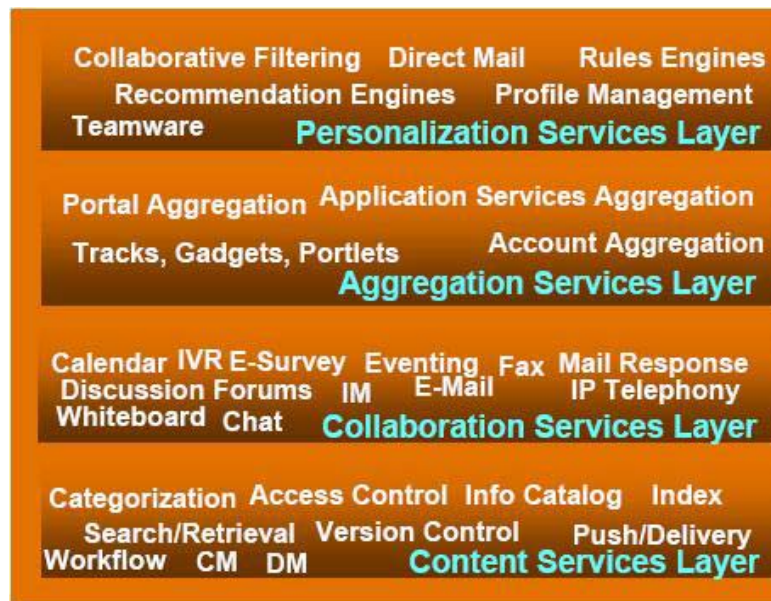 Collaborative Filtering Direct Mail Rules Engines
Recommendation Engines Profile Management
Teamware Personalization Services Layer
Portal Aggregation Application Services Aggregation
Tracks, Gadgets, Portlets Account Aggregation
Aggregation Services Layer
Calendar IVR E-Survey Eventing Fax Mail Response
Discussion Forums IM E-Mail IP Telephony
Whiteboard Chat Collaboration Services Layer
Categorization Access Control Info Catalog Index
Search/Retrieval Version Control Push/Delivery
Workflow CM DM Content Services Layer